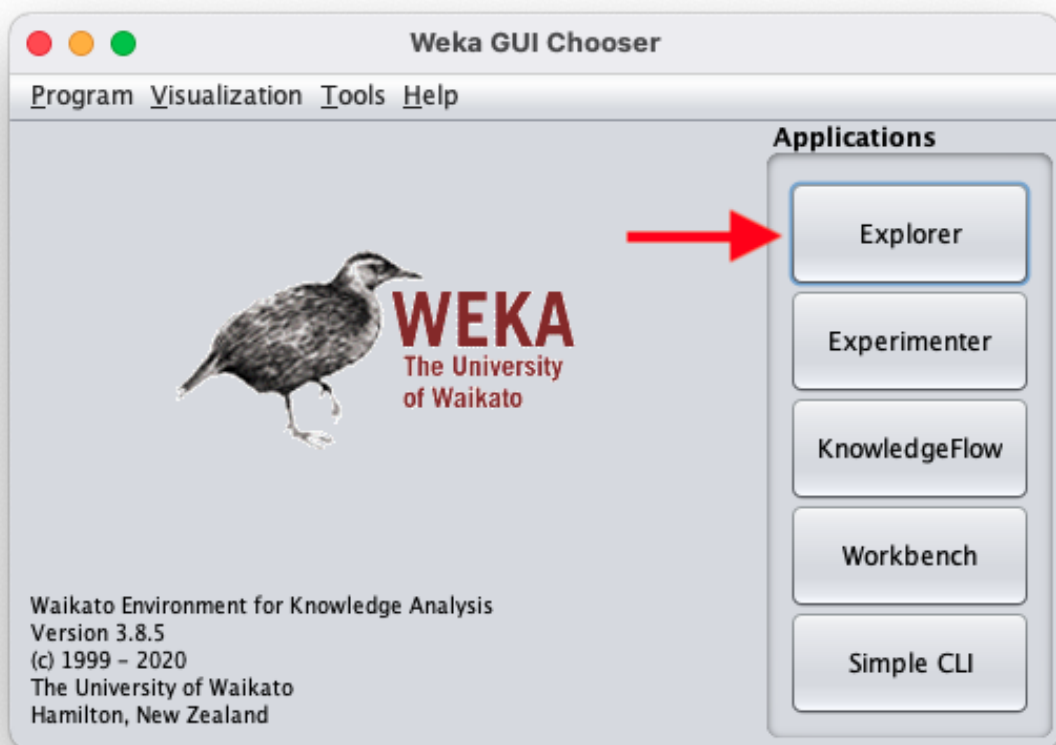 Weka GUI Chooser
Program Visualization Tools Help
Applications
Explorer
Experimenter
KnowledgeFlow
Workbench
Simple CLI
WEKA
The University
of Waikato
Waikato Environment for Knowledge Analysis
Version 3.8.5
(c) 1999 – 2020
The University of Waikato
Hamilton, New Zealand